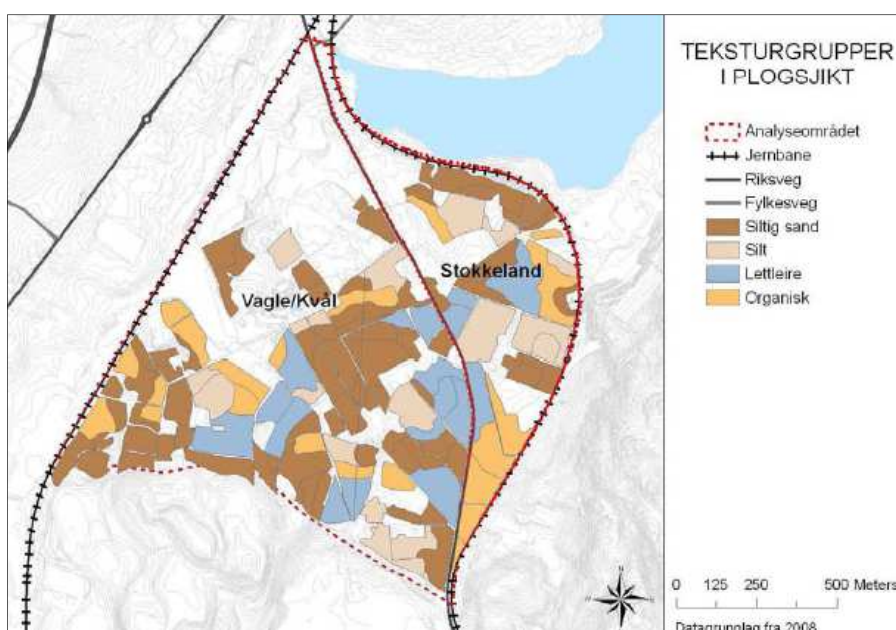 TEKSTURGRUPPER
I PLOGSJIKT
Analyseområdet
Jernbane
Riksveg
Fylkesveg
Siltig sand
Silt
Lettleire
Organisk
Stokkeland
Vagle/Kvål
0 125 250 500 Meters
Datagrunnlag fra 2008